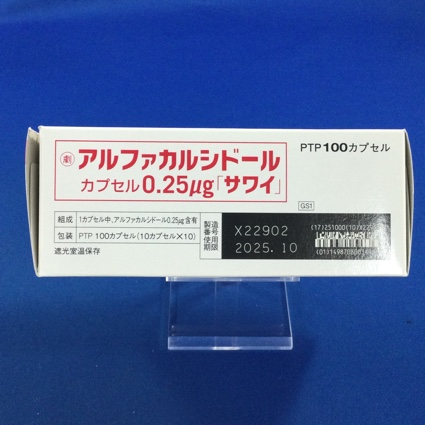 劇 アルファカルシドール
カプセル 0.25μg「サワイ」
PTP 100カプセル
GS1
組成 1カプセル中、アルファカルシドール0.25μg含有
包装 PTP 100カプセル(10カプセル×10)
遮光室温保存
製造番号 X22902
使用期限 2025.10